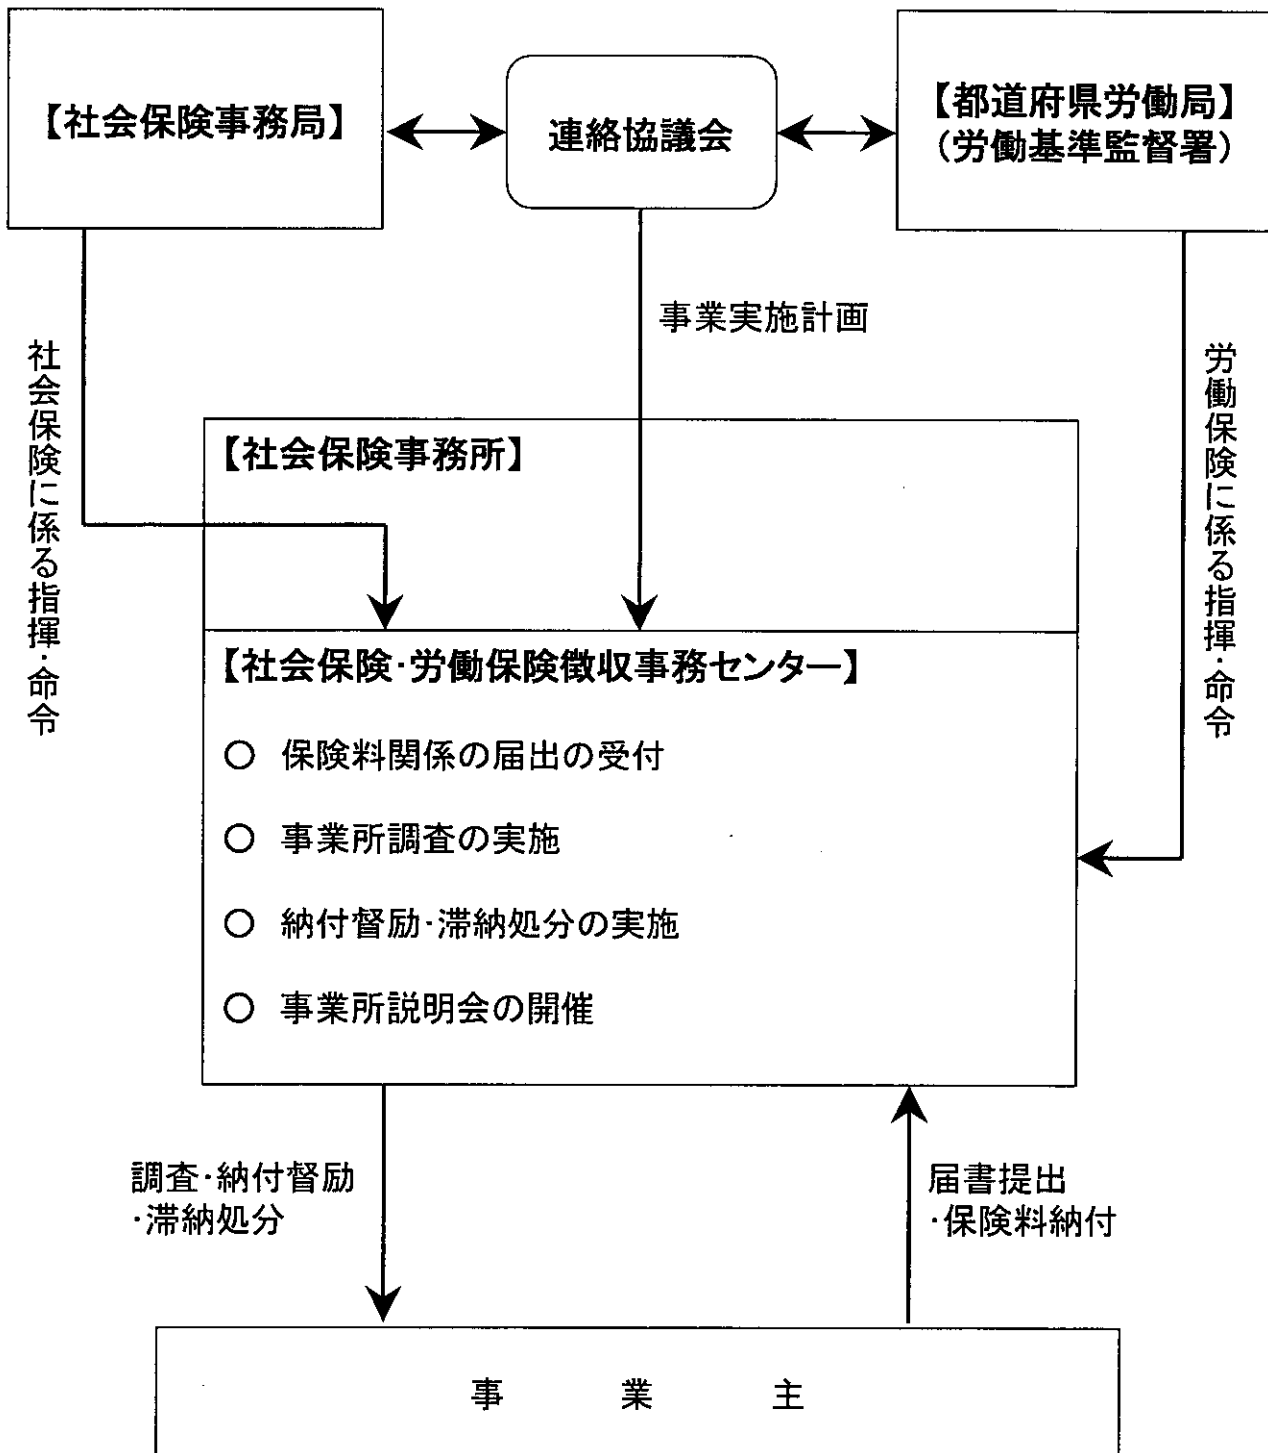 【社会保険事務局】
連絡協議会
【都道府県労働局】
(労働基準監督署)
事業実施計画
社会保険に係る指揮・命令
労働保険に係る指揮・命令
【社会保険事務所】
【社会保険・労働保険徴収事務センター】
○ 保険料関係の届出の受付
○ 事業所調査の実施
○ 納付督励・滞納処分の実施
○ 事業所説明会の開催
調査・納付督励
・滞納処分
届書提出
・保険料納付
事 業 主